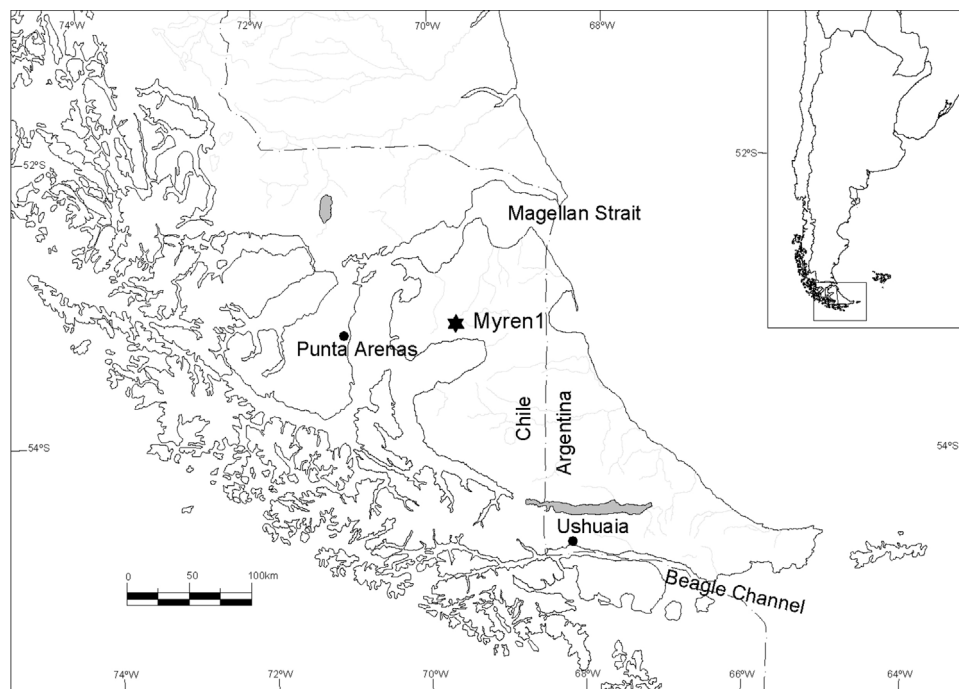 74°W
72°W
70°W
68°W
52°S
52°S
Magellan Strait
Myren1
Punta Arenas
Chile
Argentina
54°S
54°S
Ushuaia
0 50 100km
Beagle Channel
74°W
72°W
70°W
68°W
66°W
64°W